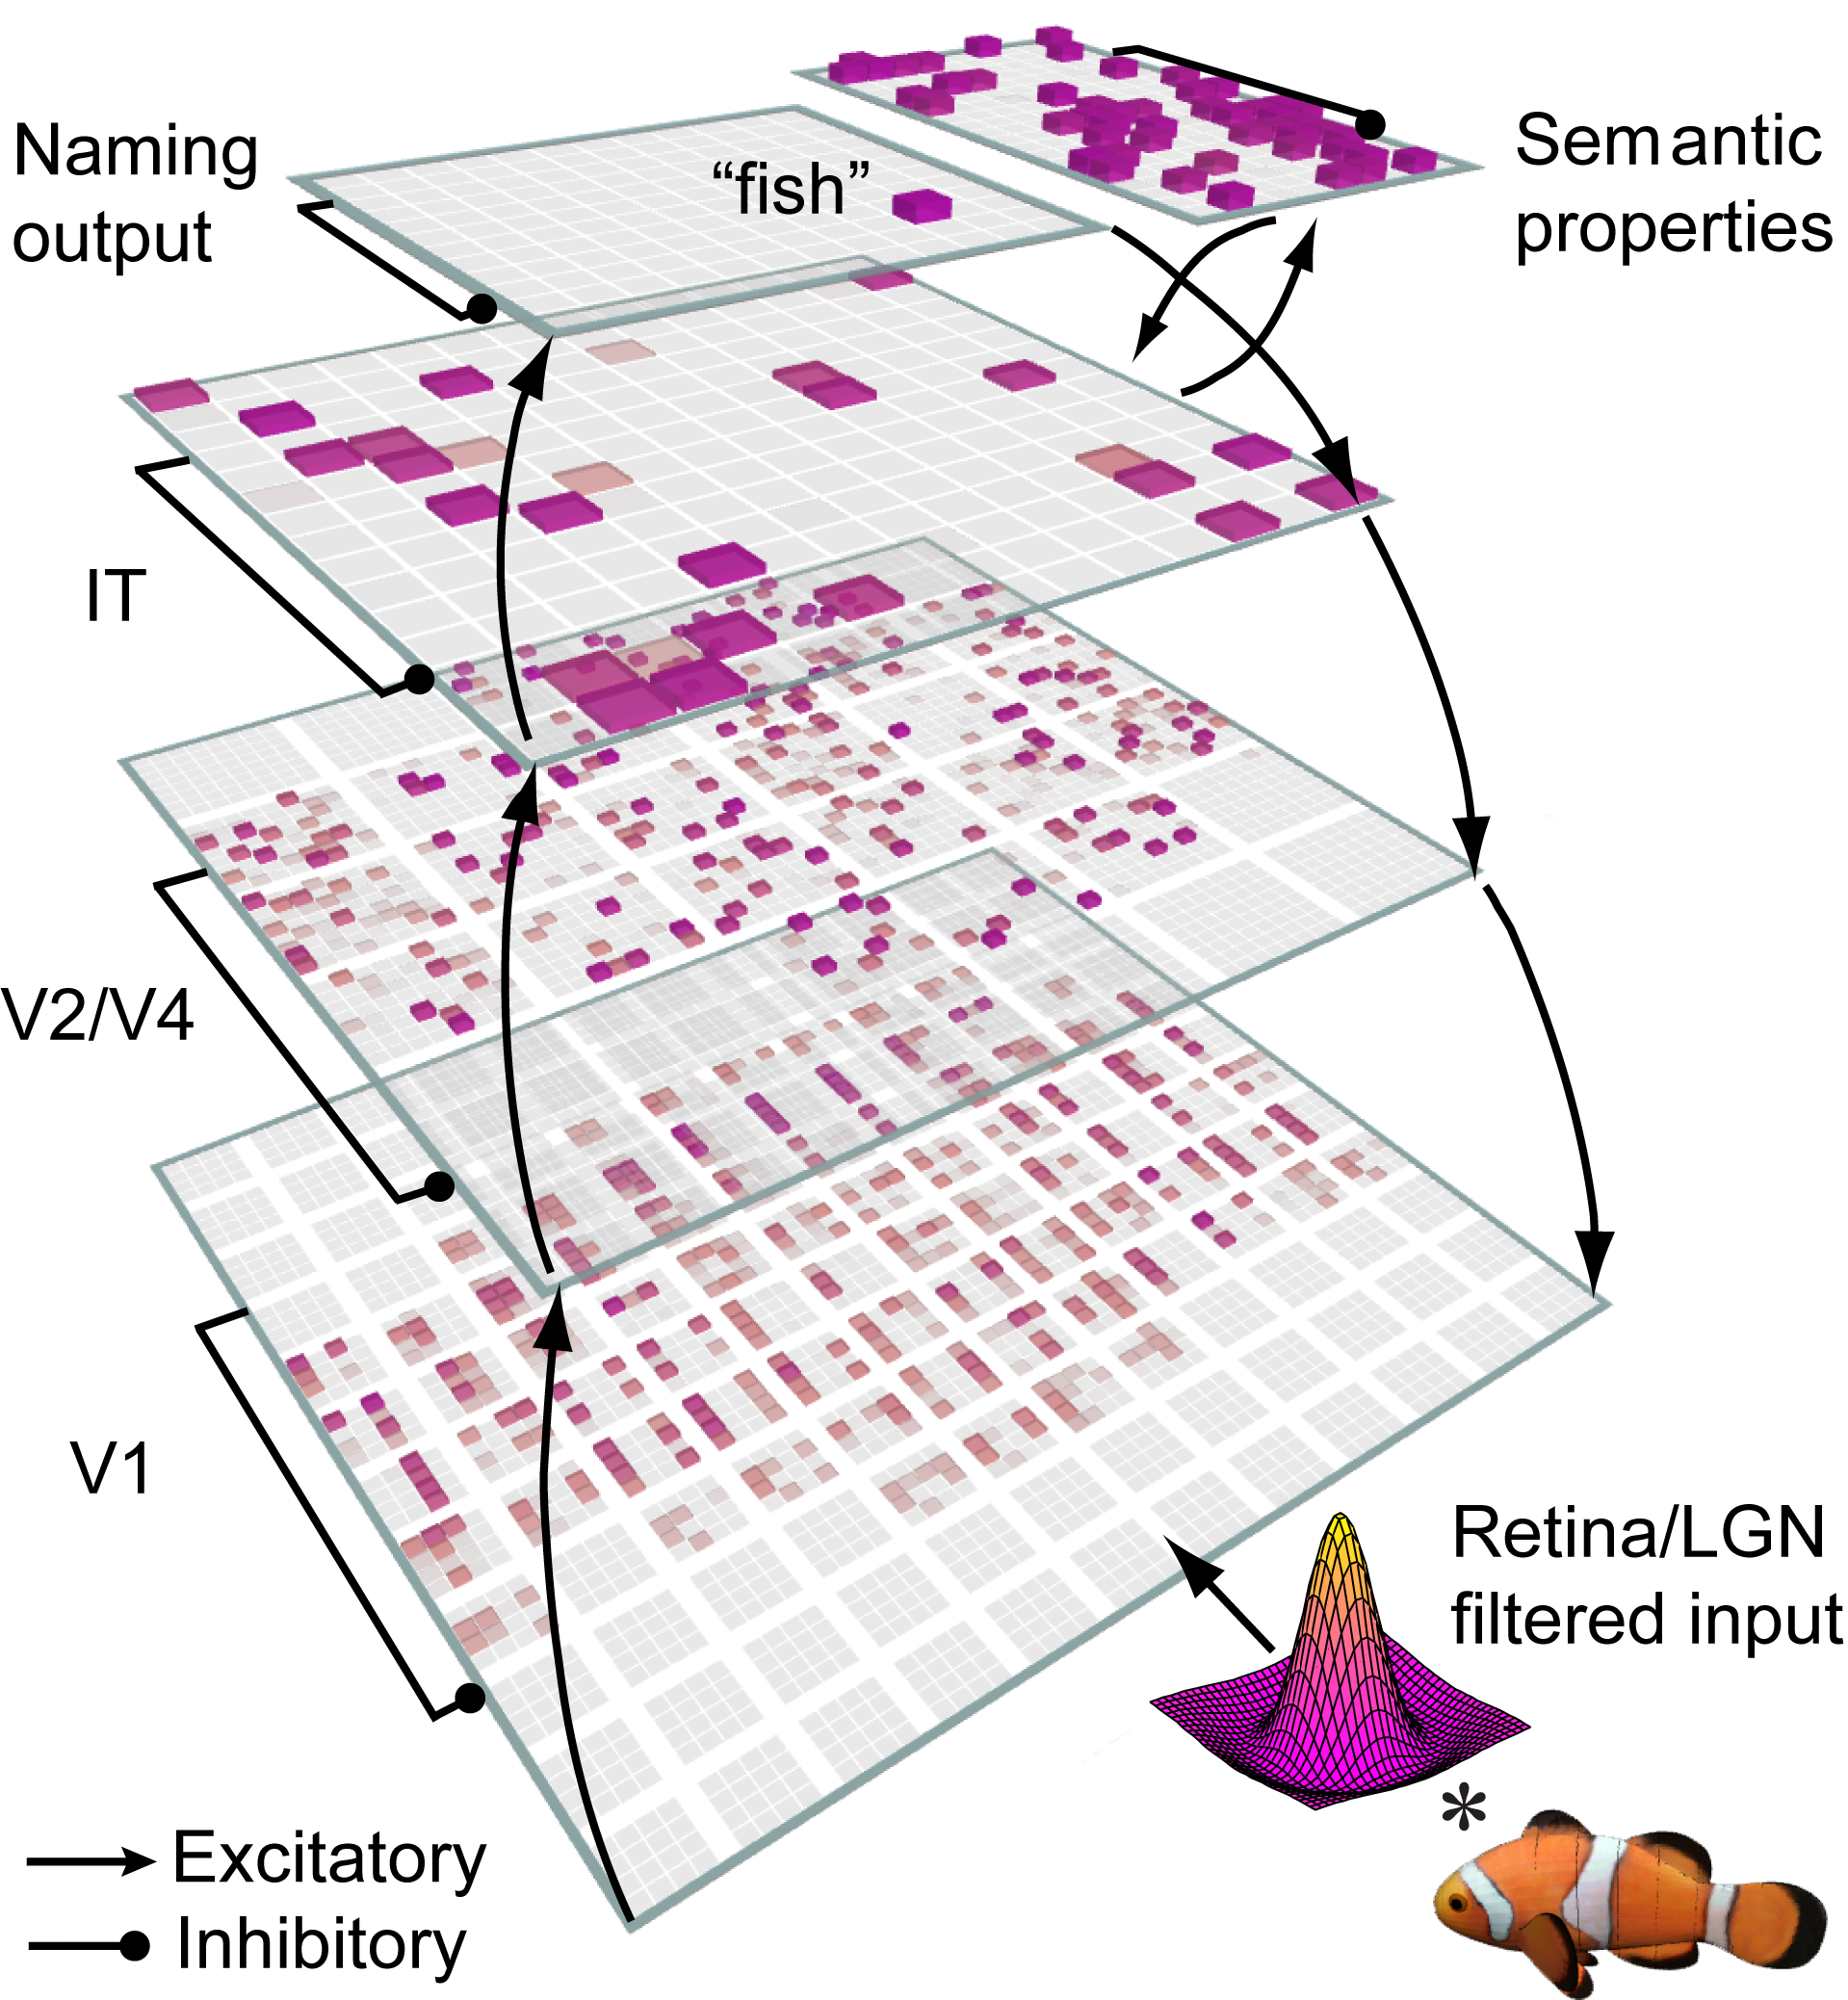 Naming
output
“fish”
Semantic
properties
IT
V2/V4
V1
Retina/LGN
filtered input
*
Excitatory
Inhibitory